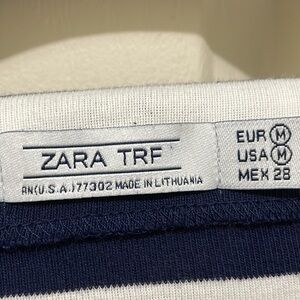 ZARA TRF
RN(U.S.A.)77302 MADE IN LITHUANIA
EUR M
USA M
MEX 28